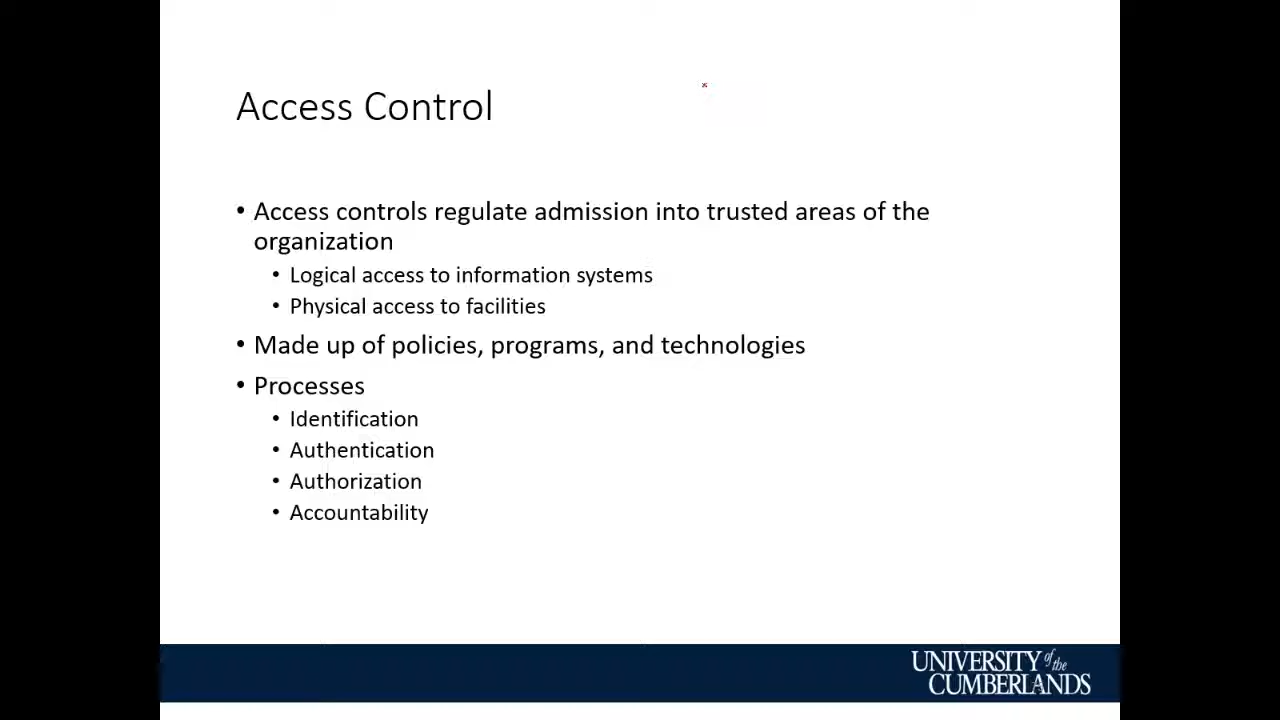 Access Control
• Access controls regulate admission into trusted areas of the
organization
• Logical access to information systems
• Physical access to facilities
• Made up of policies, programs, and technologies
• Processes
• Identification
• Authentication
• Authorization
• Accountability
UNIVERSITY of the
CUMBERLANDS